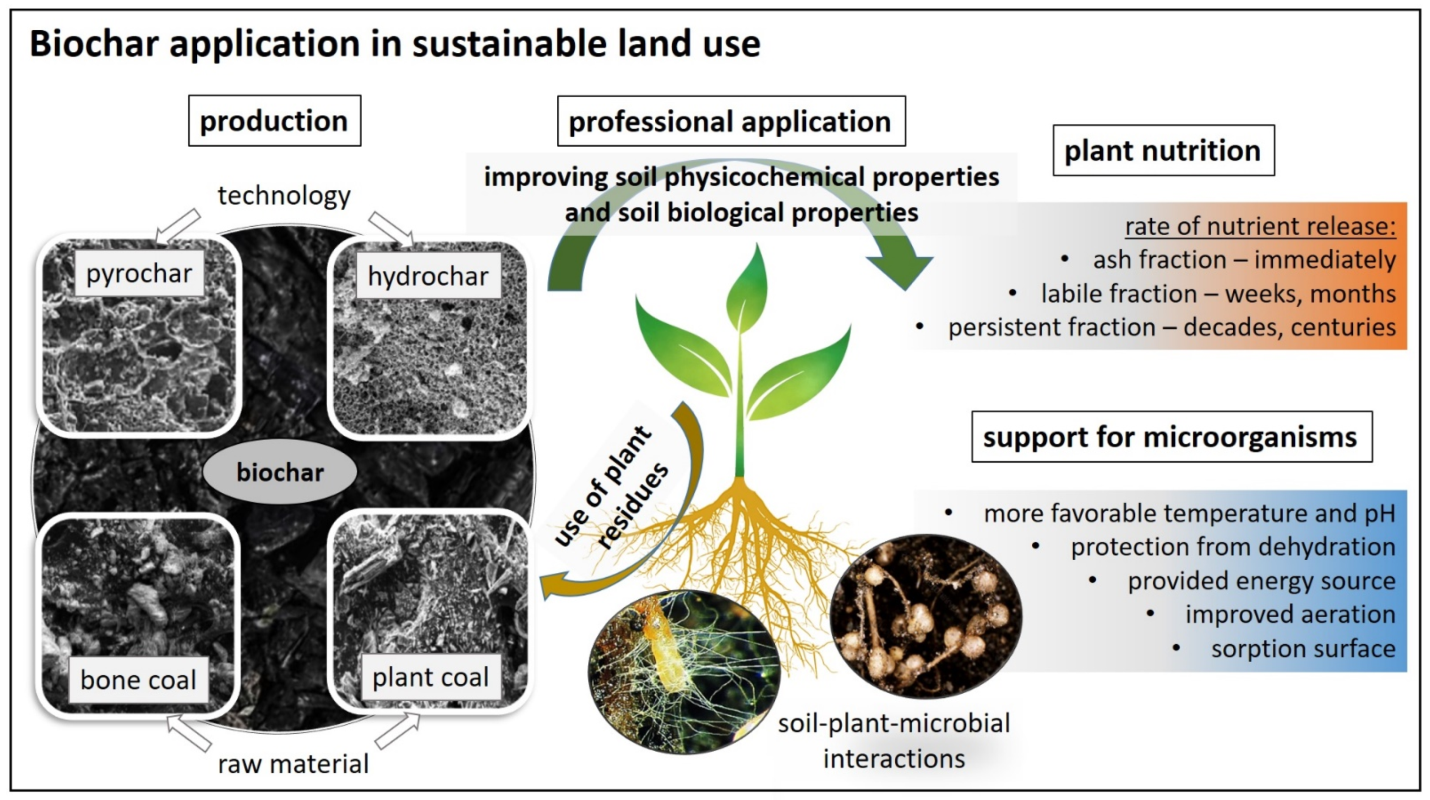 Biochar application in sustainable land use
production
technology
pyrochar
hydrochar
biochar
bone coal
plant coal
raw material
professional application
improving soil physicochemical properties
and soil biological properties
use of plant
residues
soil-plant-microbial
interactions
plant nutrition
rate of nutrient release:
• ash fraction – immediately
• labile fraction – weeks, months
• persistent fraction – decades, centuries
support for microorganisms
• more favorable temperature and pH
• protection from dehydration
• provided energy source
• improved aeration
• sorption surface